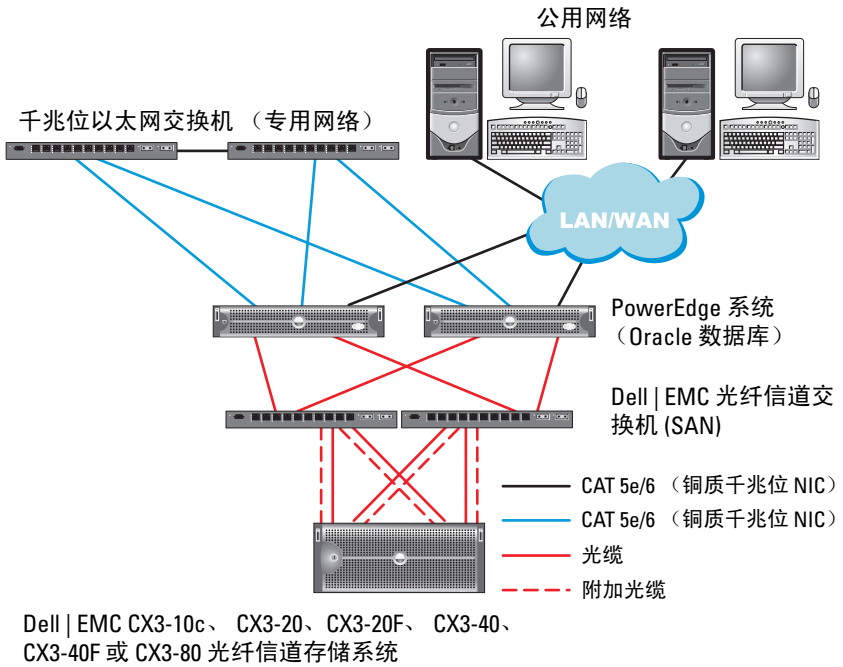 公用网络
千兆位以太网交换机 （专用网络）
LAN/WAN
PowerEdge 系统
（Oracle 数据库）
Dell | EMC 光纤信道交
换机 (SAN)
CAT 5e/6 （铜质千兆位 NIC）
CAT 5e/6 （铜质千兆位 NIC）
光缆
附加光缆
Dell | EMC CX3-10c、 CX3-20、CX3-20F、 CX3-40、
CX3-40F 或 CX3-80 光纤信道存储系统